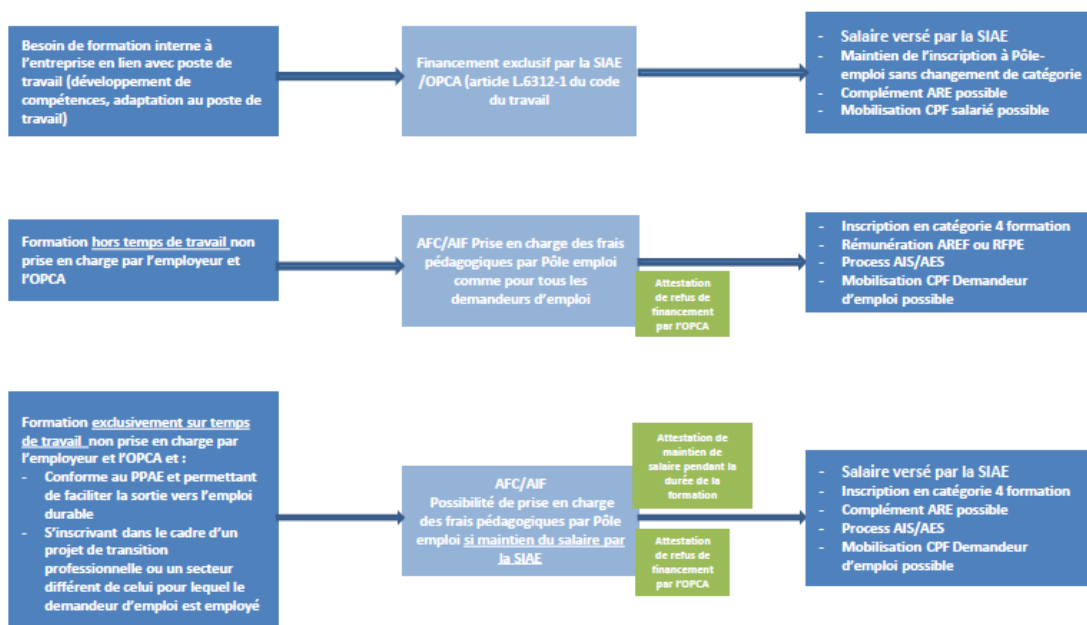 Besoin de formation interne à
l'entreprise en lien avec poste de
travail (développement de
compétences, adaptation au poste de
travail)
Financement exclusif par la SIAE
/OPCA (article L.6312-1 du code
du travail
- Salaire versé par la SIAE
- Maintien de l'inscription à Pôle-
emploi sans changement de catégorie
- Complément ARE possible
- Mobilisation CPF salarié possible
Formation hors temps de travail non
prise en charge par l'employeur et
l'OPCA
AFC/AIF Prise en charge des frais
pédagogiques par Pôle emploi
comme pour tous les
demandeurs d'emploi
Attestation
de refus de
financement
par l'OPCA
- Inscription en catégorie 4 formation
- Rémunération AREF ou RFPE
- Process AIS/AES
- Mobilisation CPF Demandeur
d'emploi possible
Formation exclusivement sur temps
de travail non prise en charge par
l'employeur et l'OPCA et :
- Conforme au PPAE et permettant
de faciliter la sortie vers l'emploi
durable
- S'inscrivant dans le cadre d'un
projet de transition
professionnelle ou un secteur
différent de celui pour lequel le
demandeur d'emploi est employé
AFC/AIF
Possibilité de prise en charge
des frais pédagogiques par Pôle
emploi si maintien du salaire par
la SIAE
Attestation de
maintien de
salaire pendant la
durée de la
formation
Attestation
de refus de
financement
par l'OPCA
- Salaire versé par la SIAE
- Inscription en catégorie 4 formation
- Complément ARE possible
- Process AIS/AES
- Mobilisation CPF Demandeur
d'emploi possible